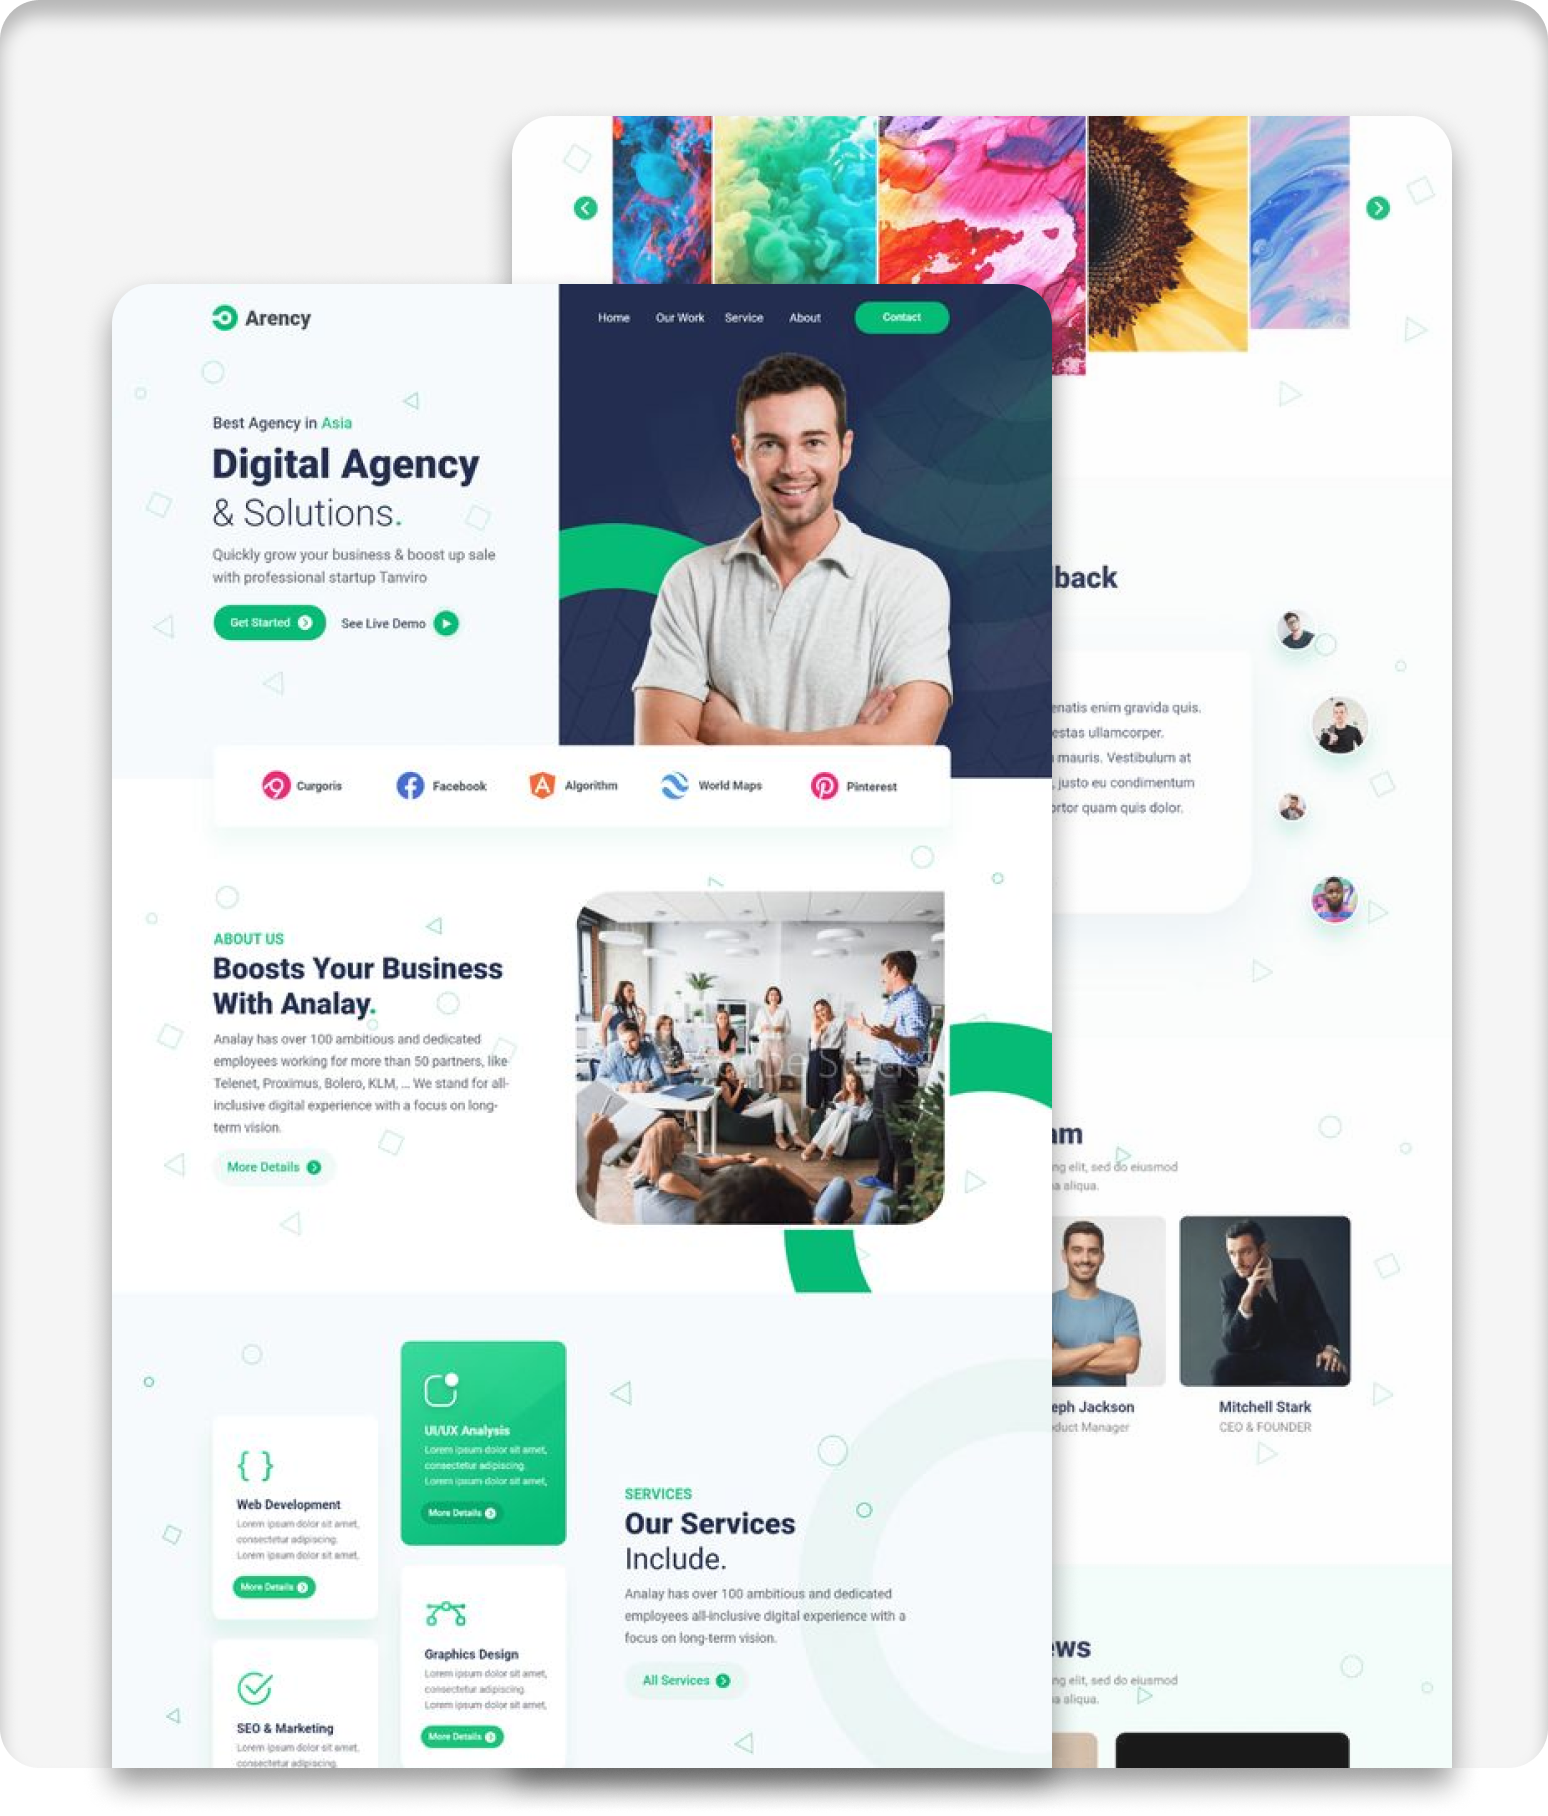 Arency
Home Our Work Service About Contact
Best Agency in Asia
Digital Agency
& Solutions.
Quickly grow your business & boost up sale
with professional startup Tanviro
Get Started See Live Demo
Curgoris Facebook Algorithm World Maps Pinterest
ABOUT US
Boosts Your Business
With Analay.
Analay has over 100 ambitious and dedicated
employees working for more than 50 partners, like
Telenet, Proximus, Bolero, KLM, ... We stand for all-
inclusive digital experience with a focus on long-
term vision.
More Details
UI/UX Analysis
Lorem ipsum dolor sit amet,
consectetur adipiscing.
Lorem ipsum dolor sit amet,
More Details
Web Development
Lorem ipsum dolor sit amet,
consectetur adipiscing.
Lorem ipsum dolor sit amet,
More Details
Graphics Design
Lorem ipsum dolor sit amet,
consectetur adipiscing.
Lorem ipsum dolor sit amet,
More Details
SEO & Marketing
Lorem ipsum dolor sit amet,
consectetur adipiscing.
SERVICES
Our Services
Include.
Analay has over 100 ambitious and dedicated
employees all-inclusive digital experience with a
focus on long-term vision.
All Services
enim gravida quis.
ullamcorper.
mauris. Vestibulum at
justo eu condimentum
quam quis dolor.
elit, sed do eiusmod
aliqua.
Jackson
Manager
Mitchell Stark
CEO & FOUNDER
elit, sed do eiusmod
aliqua.